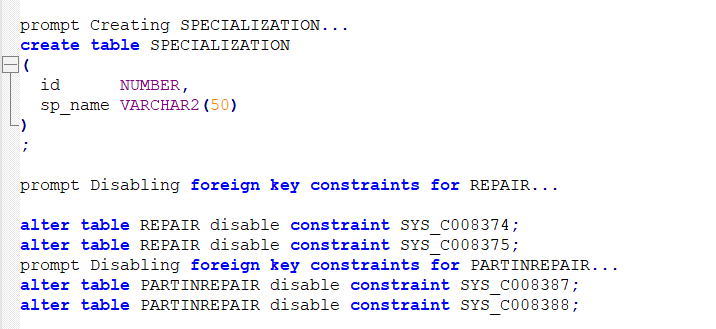 prompt Creating SPECIALIZATION...
create table SPECIALIZATION
(
  id      NUMBER,
  sp_name VARCHAR2(50)
)
;
prompt Disabling foreign key constraints for REPAIR...
alter table REPAIR disable constraint SYS_C008374;
alter table REPAIR disable constraint SYS_C008375;
prompt Disabling foreign key constraints for PARTINREPAIR...
alter table PARTINREPAIR disable constraint SYS_C008387;
alter table PARTINREPAIR disable constraint SYS_C008388;